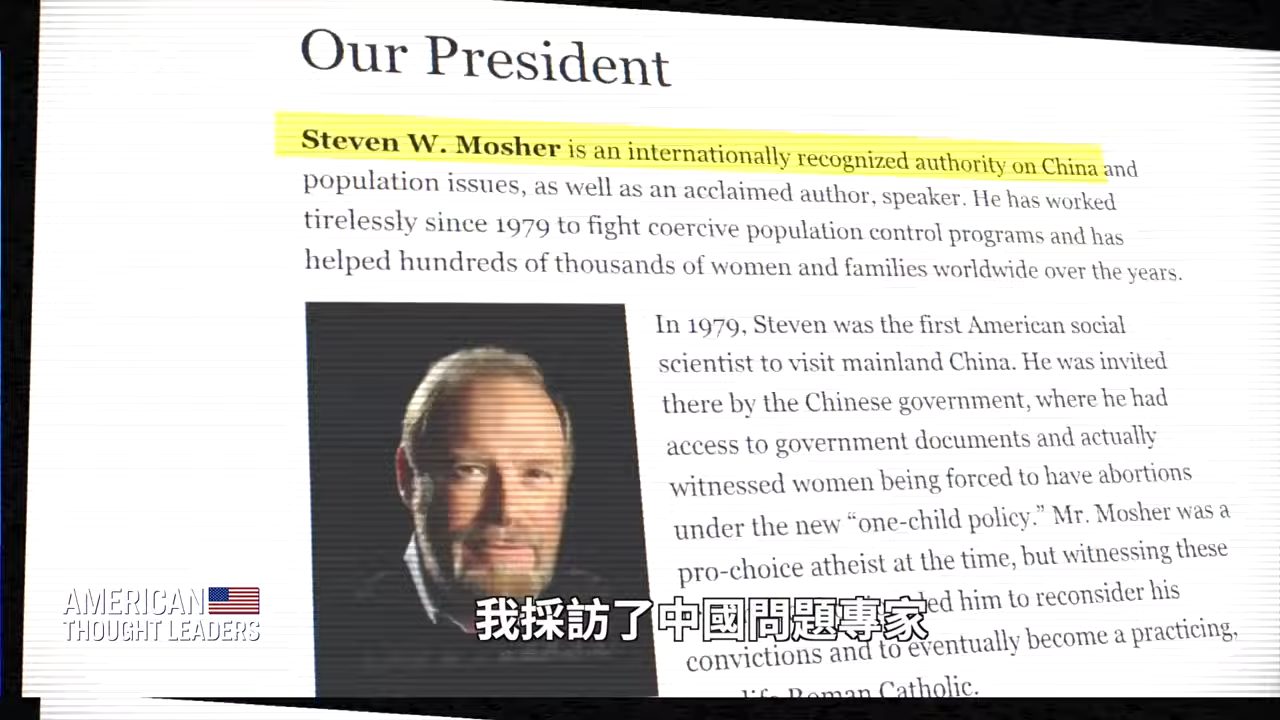 Our President
Steven W. Mosher is an internationally recognized authority on China and
population issues, as well as an acclaimed author, speaker. He has worked
tirelessly since 1979 to fight coercive population control programs and has
helped hundreds of thousands of women and families worldwide over the years.
In 1979, Steven was the first American social
scientist to visit mainland China. He was invited
there by the Chinese government, where he had
access to government documents and actually
witnessed women being forced to have abortions
under the new “one-child policy.” Mr. Mosher was a
pro-choice atheist at the time, but witnessing these
him to reconsider his
convictions and to eventually become a practicing,
Roman Catholic.
AMERICAN
THOUGHT LEADERS
我採訪了中國問題專家